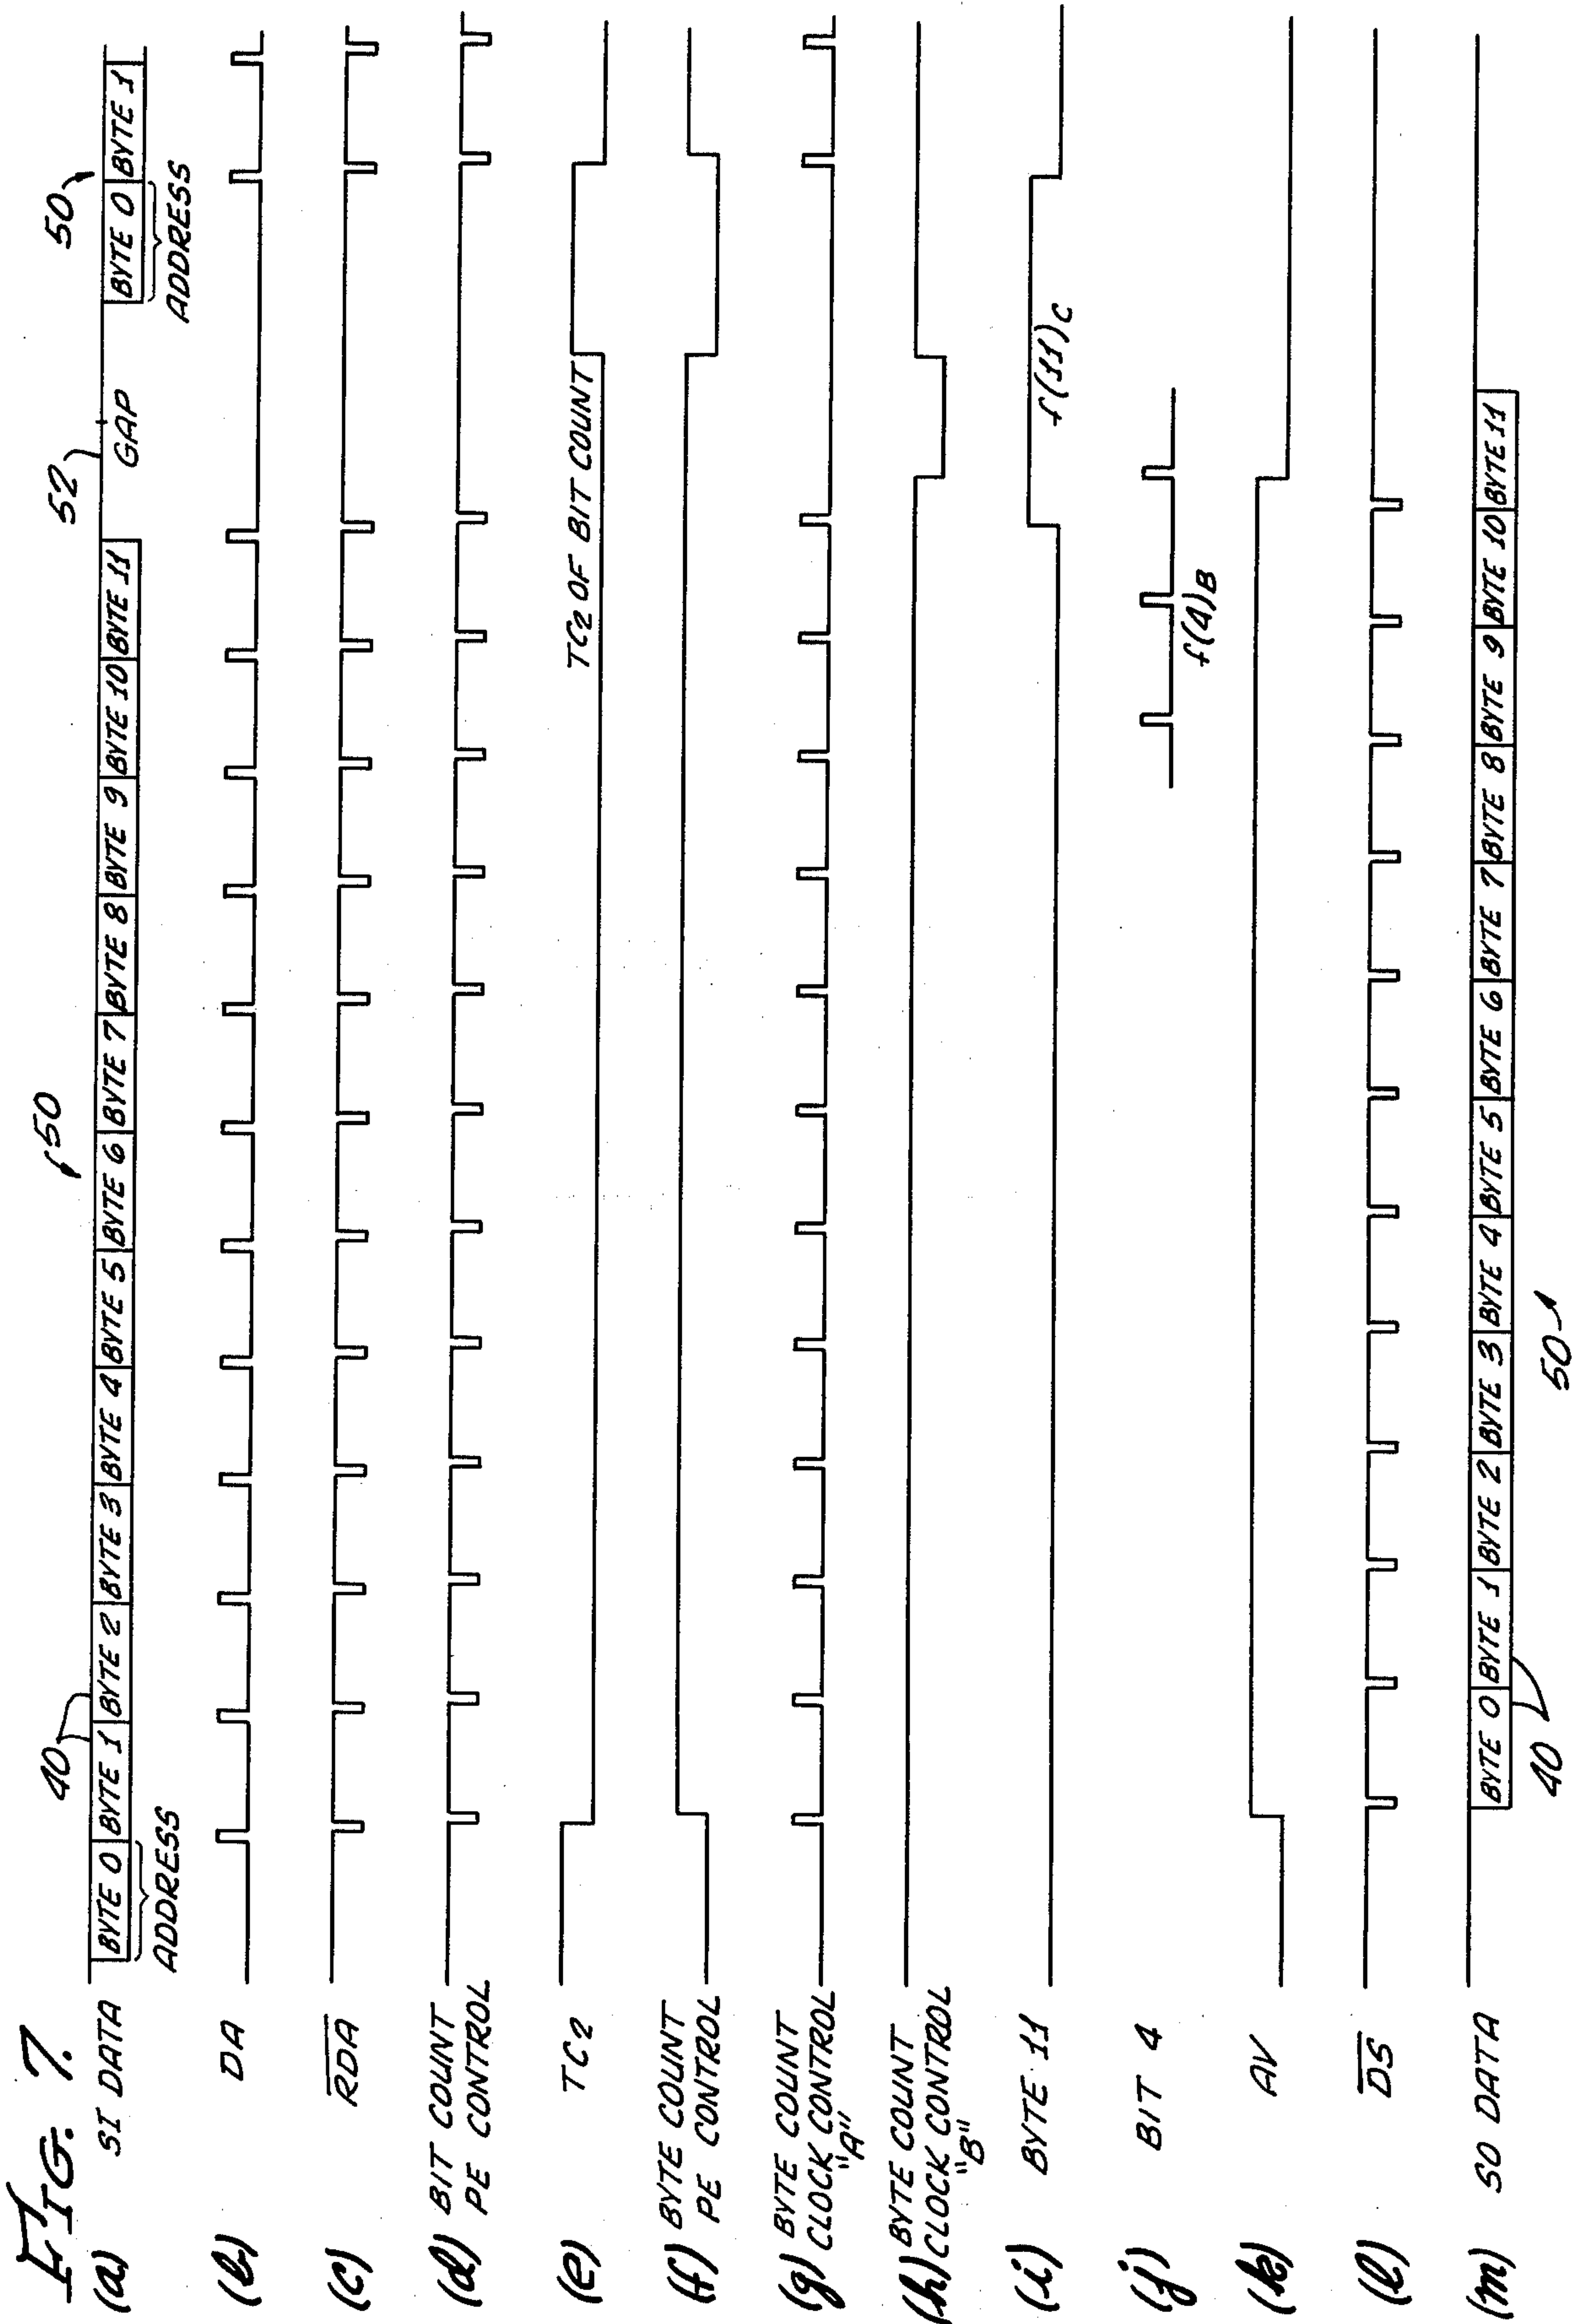 FIG. 7.
50
50
52
40
(a) SI DATA
BYTE 0 BYTE 1 BYTE 2 BYTE 3 BYTE 4 BYTE 5 BYTE 6 BYTE 7 BYTE 8 BYTE 9 BYTE 10 BYTE 11 GAP BYTE 0 BYTE 1
ADDRESS
ADDRESS
(b) DA
(c) RDA
(d) BIT COUNT
PE CONTROL
(e) TC2
TC2 OF BIT COUNT
(f) BYTE COUNT
PE CONTROL
(g) BYTE COUNT
CLOCK CONTROL
"A"
(h) BYTE COUNT
CLOCK CONTROL
"B"
(i) BYTE 11
f(11)C
(j) BIT 4
f(4)B
(k) AV
(l) DS
(m) SO DATA
BYTE 0 BYTE 1 BYTE 2 BYTE 3 BYTE 4 BYTE 5 BYTE 6 BYTE 7 BYTE 8 BYTE 9 BYTE 10 BYTE 11
40
50